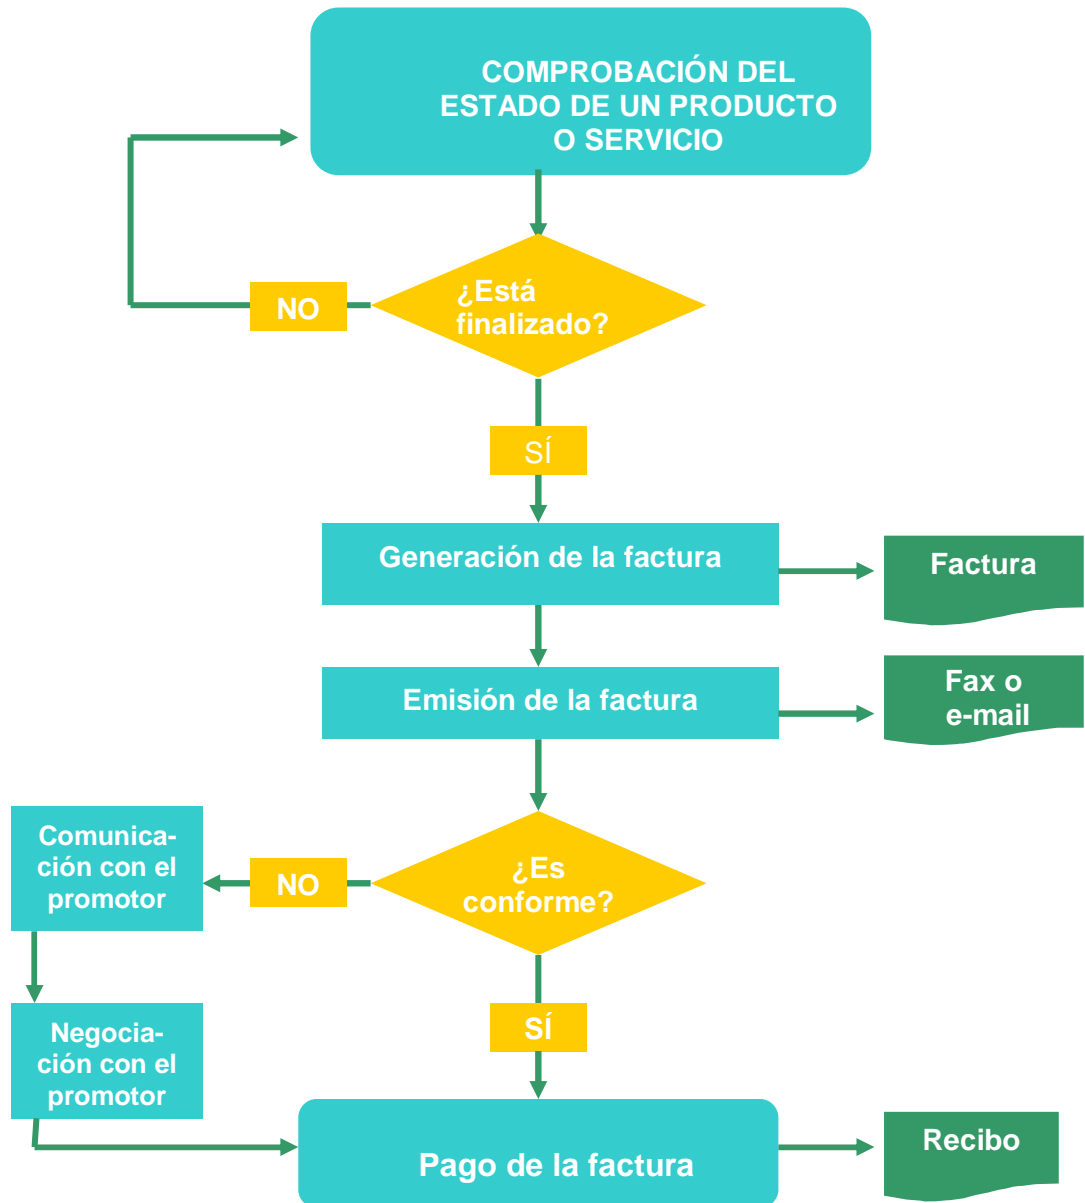 COMPROBACIÓN DEL
ESTADO DE UN PRODUCTO
O SERVICIO
¿Está
finalizado?
NO
SÍ
Generación de la factura
Factura
Emisión de la factura
Fax o
e-mail
¿Es
conforme?
NO
Comunica-
ción con el
promotor
Negocia-
ción con el
promotor
SÍ
Pago de la factura
Recibo